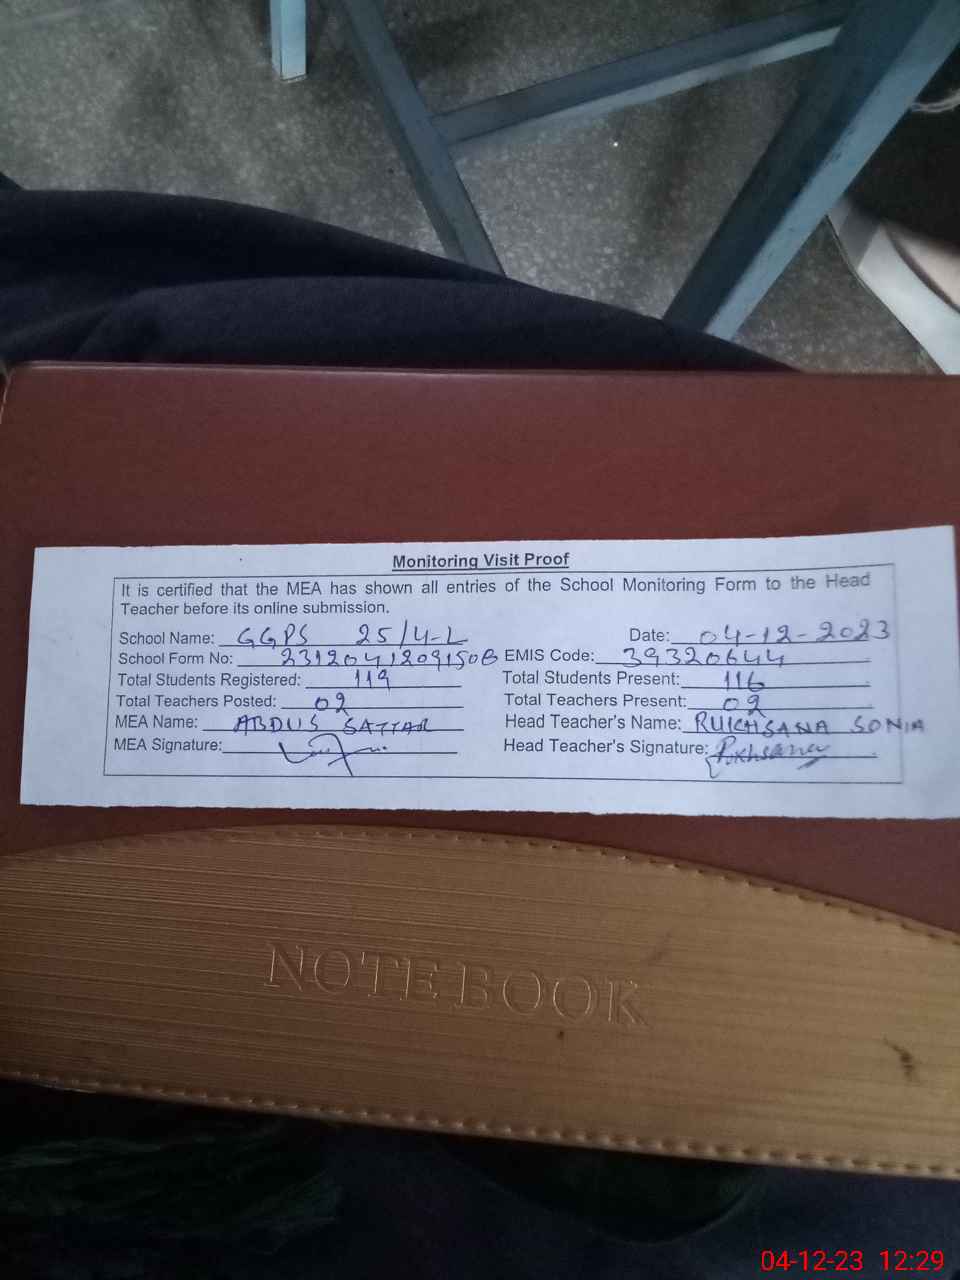 Monitoring Visit Proof
It is certified that the MEA has shown all entries of the School Monitoring Form to the Head
Teacher before its online submission.
School Name: GGPS 25/4-L Date: 04-12-2023
School Form No: 23120412091508 EMIS Code: 39320644
Total Students Registered: 119 Total Students Present: 116
Total Teachers Posted: 02 Total Teachers Present: 02
MEA Name: ABDUS SATTAR Head Teacher's Name: RUKHSANA SONIA
MEA Signature: Head Teacher's Signature: Rukhsana
NOTE BOOK
04-12-23 12:29